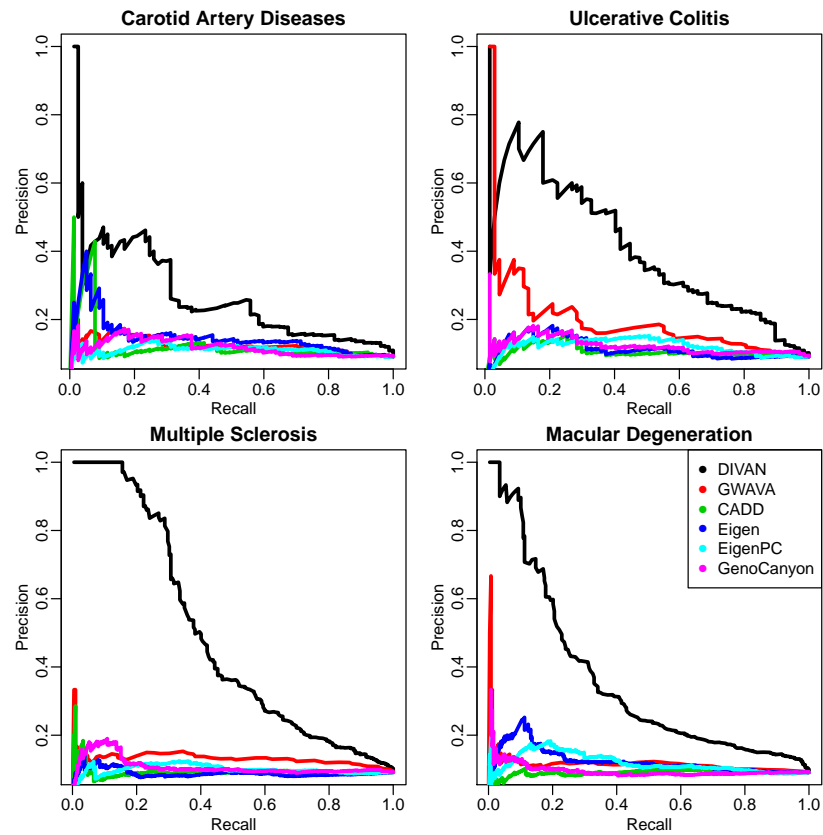 Carotid Artery Diseases
Precision
0.2 0.4 0.6 0.8 1.0
0.0 0.2 0.4 0.6 0.8 1.0
Recall
Ulcerative Colitis
Precision
0.2 0.4 0.6 0.8 1.0
0.0 0.2 0.4 0.6 0.8 1.0
Recall
Multiple Sclerosis
Precision
0.2 0.4 0.6 0.8 1.0
0.0 0.2 0.4 0.6 0.8 1.0
Recall
Macular Degeneration
Precision
0.2 0.4 0.6 0.8 1.0
0.0 0.2 0.4 0.6 0.8 1.0
Recall
DIVAN
GWAVA
CADD
Eigen
EigenPC
GenoCanyon